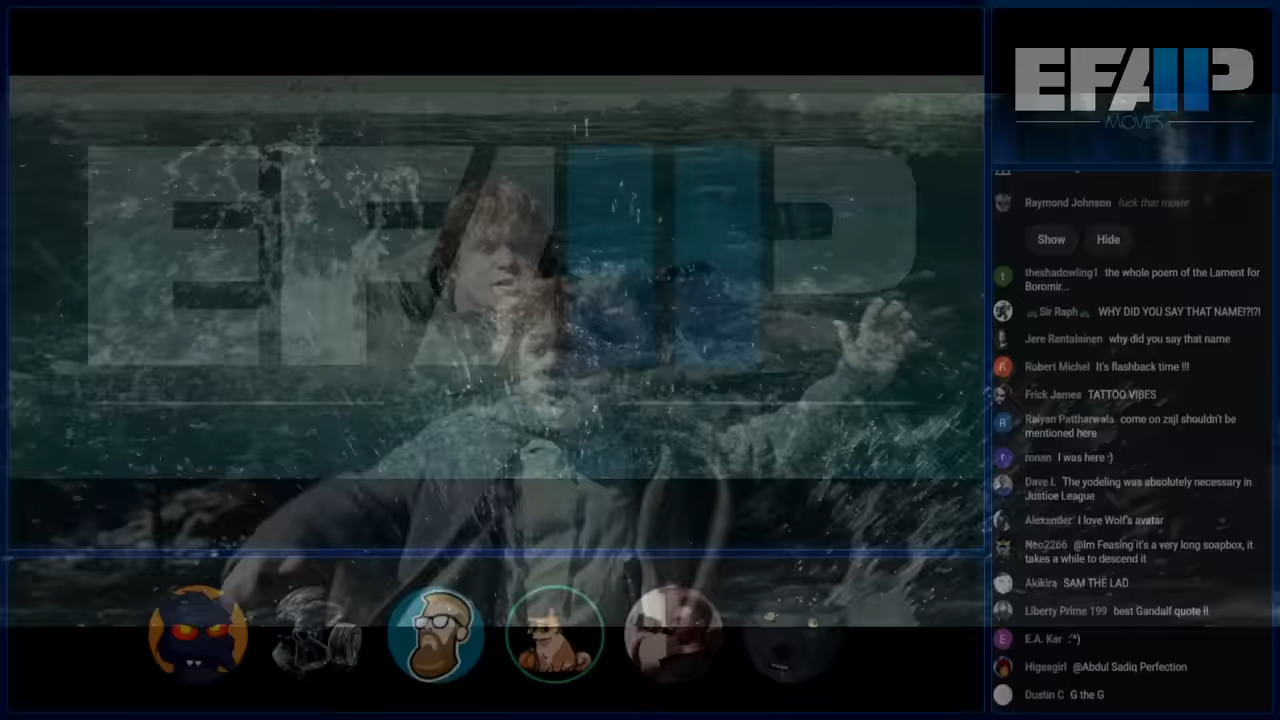 EFAP
EFAP
MOVIES
Raymond Johnson fuck that movie
Show Hide
theshadowling1 the whole poem of the Lament for
Boromir...
Sir Raph WHY DID YOU SAY THAT NAME!?!?!
Jere Rantalainen why did you say that name
Robert Michel It's flashback time !!!
Frick James TATTOO VIBES
Raiyan Pattharwala come on zsjl shouldn't be
mentioned here
ronan I was here :)
Dave L The yodeling was absolutely necessary in
Justice League
Alexander I love Wolf's avatar
Neo2266 @Im Feasing it's a very long soapbox, it
takes a while to descend it
Akikira SAM THE LAD
Liberty Prime 199 best Gandalf quote !!
E.A. Kar :'^)
Higesgirl @Abdul Sadiq Perfection
Dustin C G the G